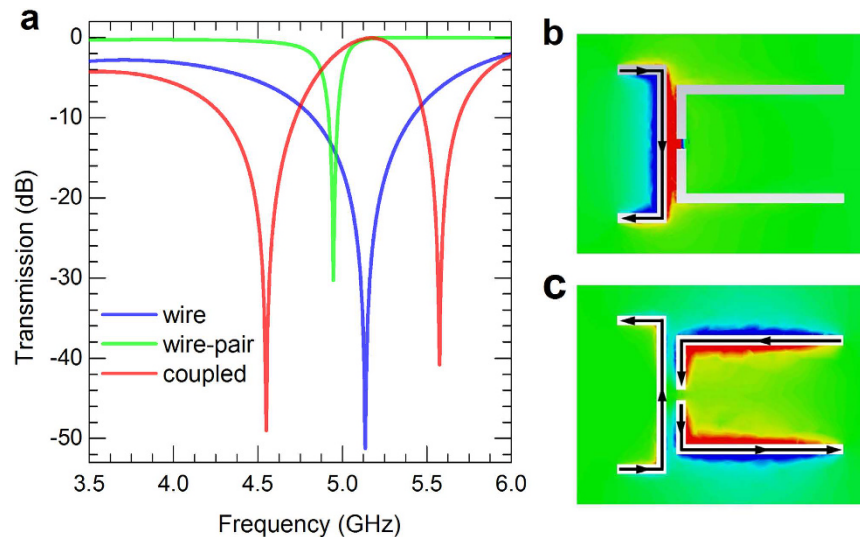 a
0
-10
-20
-30
-40
-50
Transmission (dB)
wire
wire-pair
coupled
3.5 4.0 4.5 5.0 5.5 6.0
Frequency (GHz)
b
c